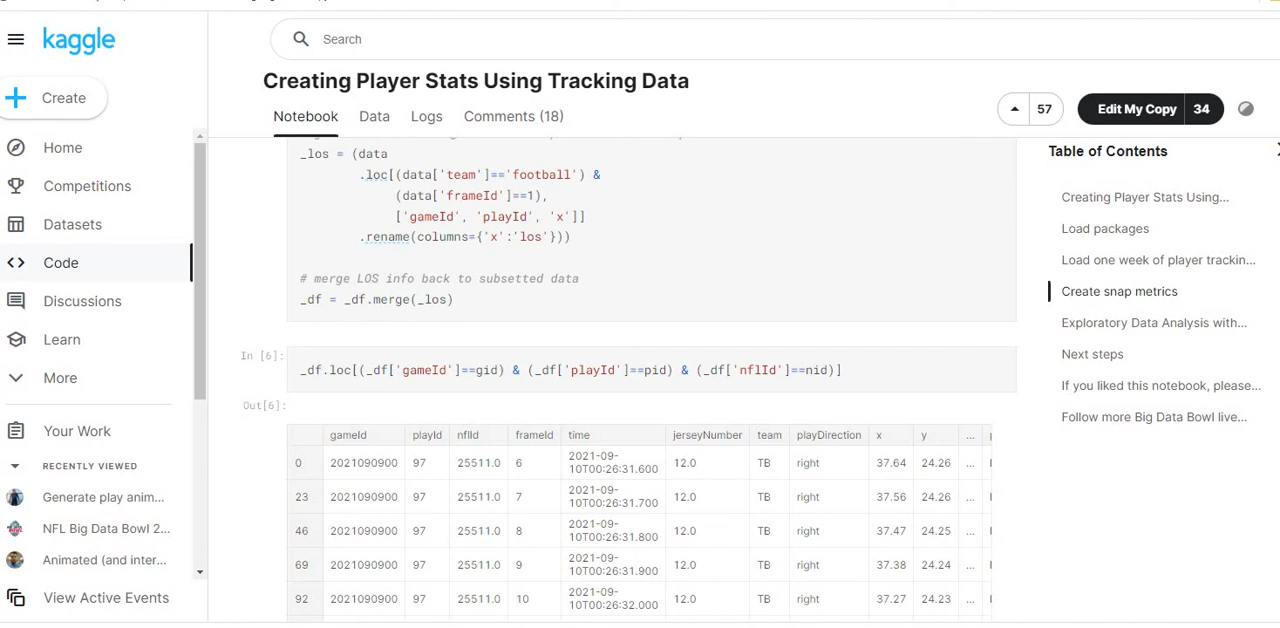 kaggle
Search
Create
Home
Competitions
Datasets
Code
Discussions
Learn
More
Your Work
RECENTLY VIEWED
Generate play anim...
NFL Big Data Bowl 2...
Animated (and inter...
View Active Events
Creating Player Stats Using Tracking Data
Notebook Data Logs Comments (18)
57
Edit My Copy 34
_los = (data
.loc[(data['team']=='football') &
(data['frameId']==1),
['gameId', 'playId', 'x']]
.rename(columns={'x':'los'}))
# merge LOS info back to subsetted data
_df = _df.merge(_los)
In [6]:
_df.loc[(_df['gameId']==gid) & (_df['playId']==pid) & (_df['nflId']==nid)]
Out[6]:
gameId playId nflId frameId time jerseyNumber team playDirection x y ...
0 2021090900 97 25511.0 6 2021-09-10T00:26:31.600 12.0 TB right 37.64 24.26 ...
23 2021090900 97 25511.0 7 2021-09-10T00:26:31.700 12.0 TB right 37.56 24.26 ...
46 2021090900 97 25511.0 8 2021-09-10T00:26:31.800 12.0 TB right 37.47 24.25 ...
69 2021090900 97 25511.0 9 2021-09-10T00:26:31.900 12.0 TB right 37.38 24.24 ...
92 2021090900 97 25511.0 10 2021-09-10T00:26:32.000 12.0 TB right 37.27 24.23 ...
Table of Contents
Creating Player Stats Using...
Load packages
Load one week of player trackin...
Create snap metrics
Exploratory Data Analysis with...
Next steps
If you liked this notebook, please...
Follow more Big Data Bowl live...